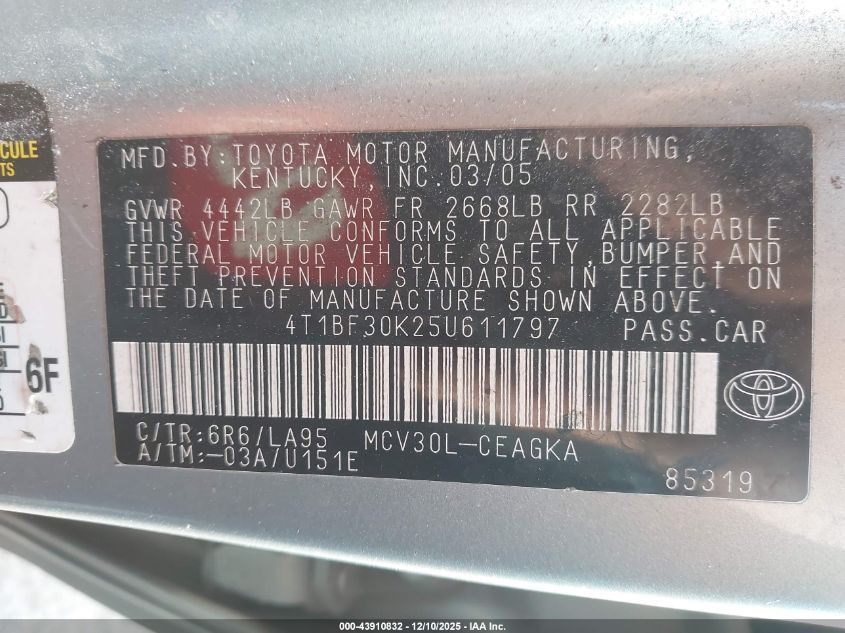 CULE
TS
6F
MFD.BY:TOYOTA MOTOR MANUFACTURING,
KENTUCKY, INC. 03/05
GVWR 4442LB GAWR FR 2668LB RR 2282LB
THIS VEHICLE CONFORMS TO ALL APPLICABLE
FEDERAL MOTOR VEHICLE SAFETY,BUMPER,AND
THEFT PREVENTION STANDARDS IN EFFECT ON
THE DATE OF MANUFACTURE SHOWN ABOVE.
4T1BF30K25U611797 PASS.CAR
C/TR:6R6/LA95 MCV30L-CEAGKA
A/TM:-03A/U151E
85319
000-43910832 - 12/10/2025 - IAA Inc.